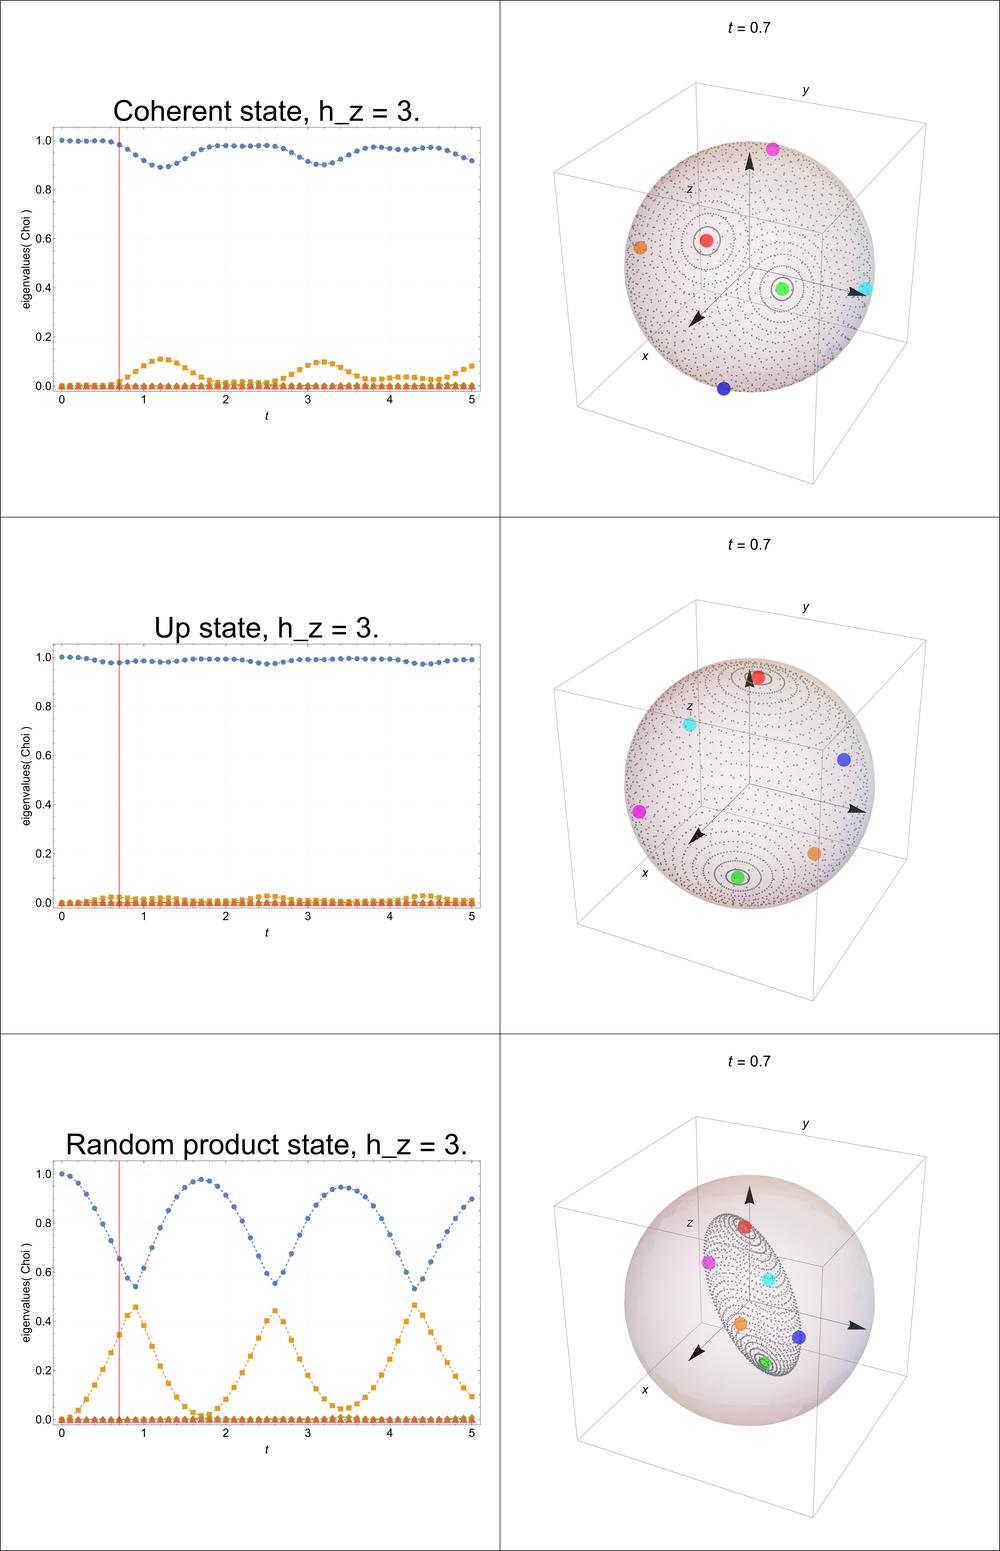 t = 0.7
Coherent state, h_z = 3.
eigenvalues( Choi )
1.0
0.8
0.6
0.4
0.2
0.0
0 1 2 3 4 5
t
y
z
x
t = 0.7
Up state, h_z = 3.
eigenvalues( Choi )
1.0
0.8
0.6
0.4
0.2
0.0
0 1 2 3 4 5
t
y
z
x
t = 0.7
Random product state, h_z = 3.
eigenvalues( Choi )
1.0
0.8
0.6
0.4
0.2
0.0
0 1 2 3 4 5
t
y
z
x